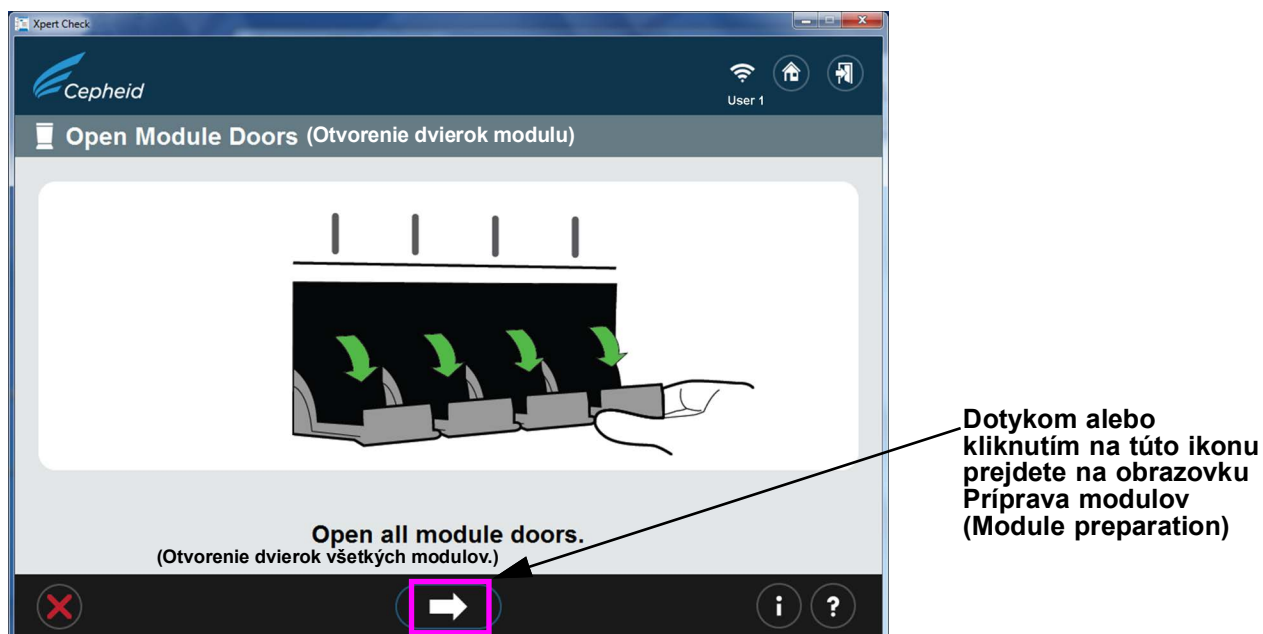 Xpert Check
Cepheid
User 1
Open Module Doors (Otvorenie dvierok modulu)
Dotykom alebo
kliknutím na túto ikonu
prejdete na obrazovku
Príprava modulov
(Module preparation)
Open all module doors.
(Otvorenie dvierok všetkých modulov.)
i ?